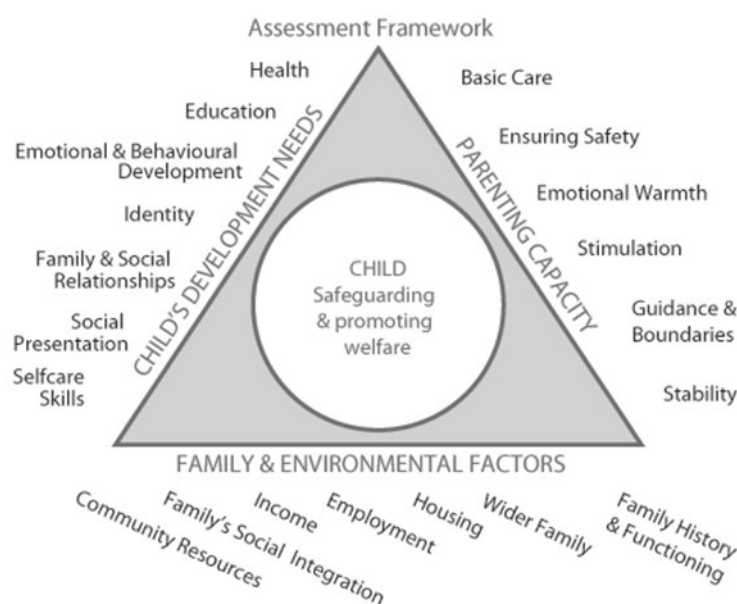 Assessment Framework
Health
Education
Emotional & Behavioural
Development
Identity
Family & Social
Relationships
Social
Presentation
Selfcare
Skills
CHILD'S DEVELOPMENT NEEDS
CHILD
Safeguarding
& promoting
welfare
PARENTING CAPACITY
Basic Care
Ensuring Safety
Emotional Warmth
Stimulation
Guidance &
Boundaries
Stability
FAMILY & ENVIRONMENTAL FACTORS
Community Resources
Family's Social Integration
Income
Employment
Housing
Wider Family
Family History
& Functioning